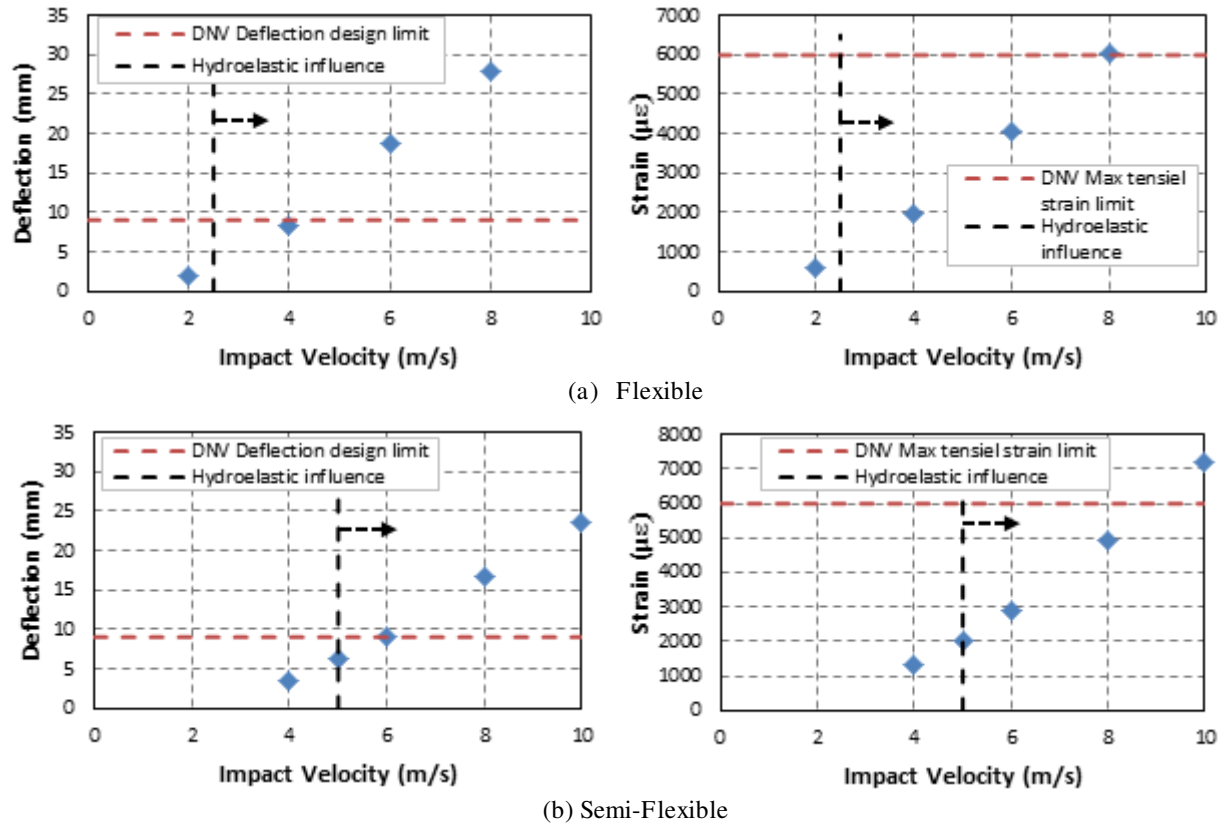 35
30
25
20
15
10
5
0
Deflection (mm)
DNV Deflection design limit
Hydroelastic influence
0 2 4 6 8 10
Impact Velocity (m/s)
8000
7000
6000
5000
4000
3000
2000
1000
0
Strain (με)
DNV Max tensiel
strain limit
Hydroelastic
influence
0 2 4 6 8 10
Impact Velocity (m/s)
(a) Flexible
35
30
25
20
15
10
5
0
Deflection (mm)
DNV Deflection design limit
Hydroelastic influence
0 2 4 6 8 10
Impact Velocity (m/s)
8000
7000
6000
5000
4000
3000
2000
1000
0
Strain (με)
DNV Max tensiel strain limit
Hydroelastic influence
0 2 4 6 8 10
Impact Velocity (m/s)
(b) Semi-Flexible